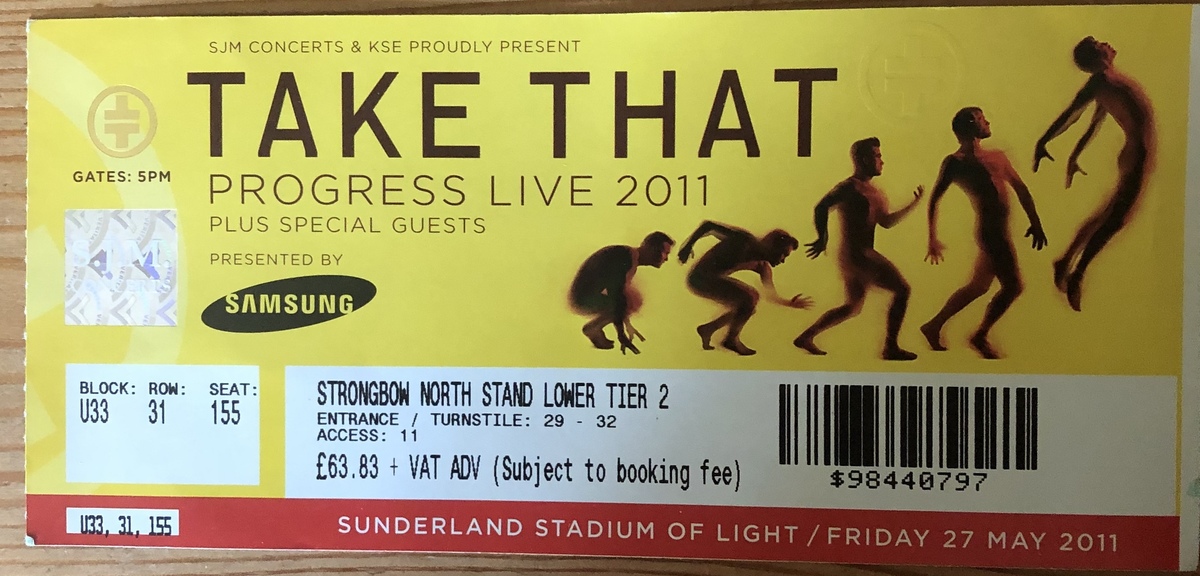 SJM CONCERTS & KSE PROUDLY PRESENT
TAKE THAT
GATES: 5PM
PROGRESS LIVE 2011
PLUS SPECIAL GUESTS
PRESENTED BY
SAMSUNG
SJM
BLOCK: ROW: SEAT:
U33 31 155
STRONGBOW NORTH STAND LOWER TIER 2
ENTRANCE / TURNSTILE: 29 - 32
ACCESS: 11
£63.83 + VAT ADV (Subject to booking fee)
$98440797
U33, 31, 155
SUNDERLAND STADIUM OF LIGHT / FRIDAY 27 MAY 2011